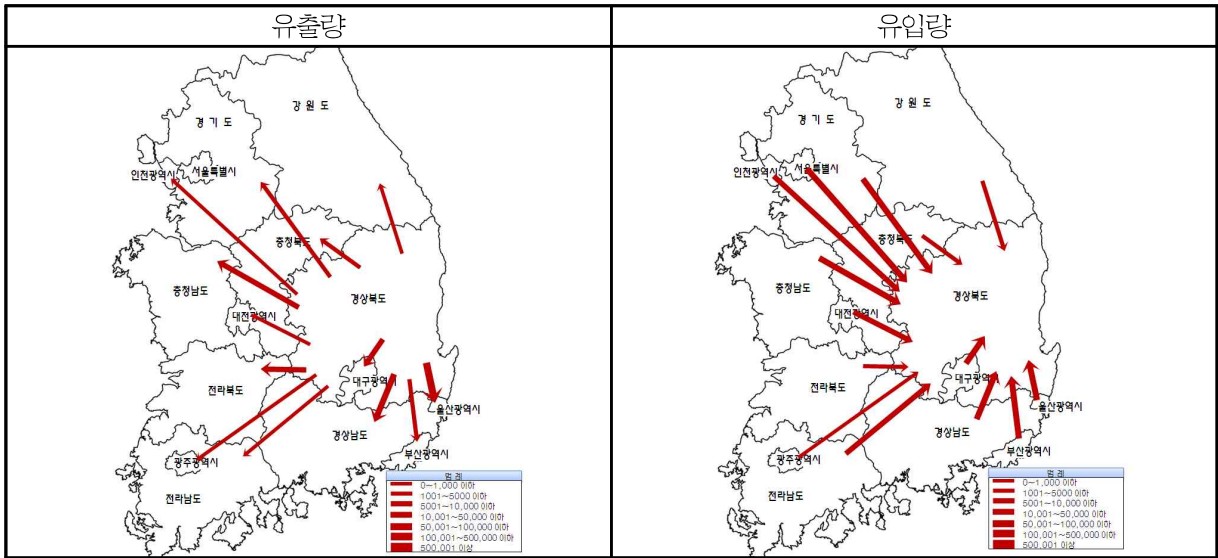 유출량
유입량
강 원 도
경 기 도
인천광역시
서울특별시
충청북도
경상북도
충청남도
대전광역시
전라북도
대구광역시
울산광역시
경상남도
부산광역시
광주광역시
전라남도
범 례
0~1,000 이하
1001~5000 이하
5001~10,000 이하
10,001~50,000 이하
50,001~100,000 이하
100,001~500,000 이하
500,001 이상
강 원 도
경 기 도
인천광역시
서울특별시
충청북도
경상북도
충청남도
대전광역시
전라북도
대구광역시
울산광역시
경상남도
부산광역시
광주광역시
전라남도
범 례
0~1,000 이하
1001~5000 이하
5001~10,000 이하
10,001~50,000 이하
50,001~100,000 이하
100,001~500,000 이하
500,001 이상